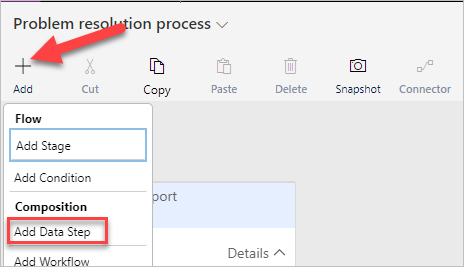 Problem resolution process
Add Cut Copy Paste Delete Snapshot Connector
Flow
Add Stage
Add Condition
port
Composition
Add Data Step
Details
Add Workflow